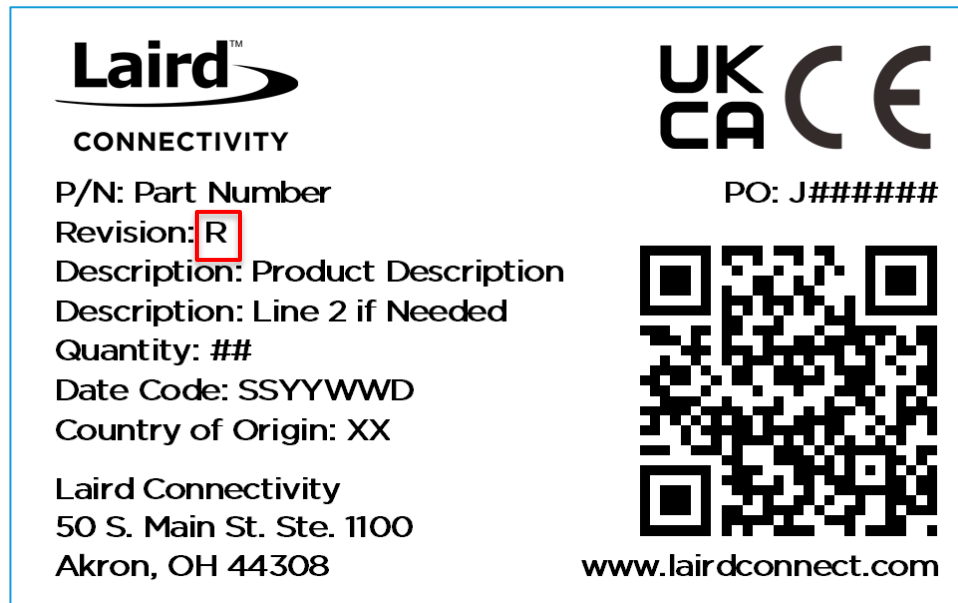 Laird™
CONNECTIVITY
UK
CA
CE
P/N: Part Number
PO: J######
Revision: R
Description: Product Description
Description: Line 2 if Needed
Quantity: ##
Date Code: SSYYWWD
Country of Origin: XX
Laird Connectivity
50 S. Main St. Ste. 1100
Akron, OH 44308
www.lairdconnect.com